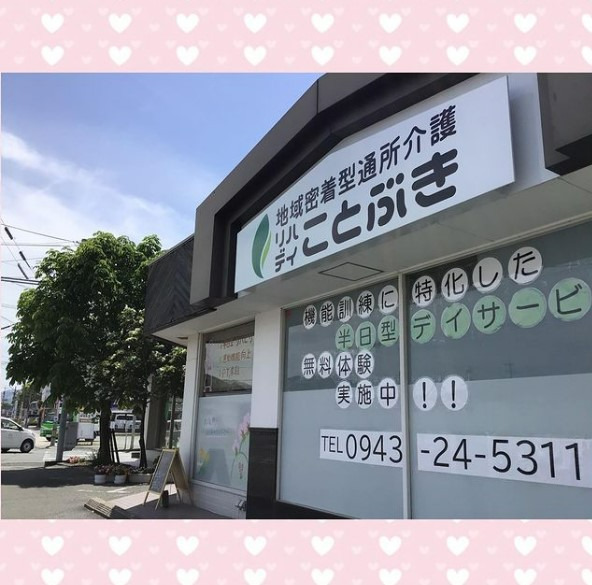 地域密着型通所介護
リハデイ ことぶき
機能訓練に特化した
半日型デイサービ
無料体験
実施中!!
TEL 0943-24-5311